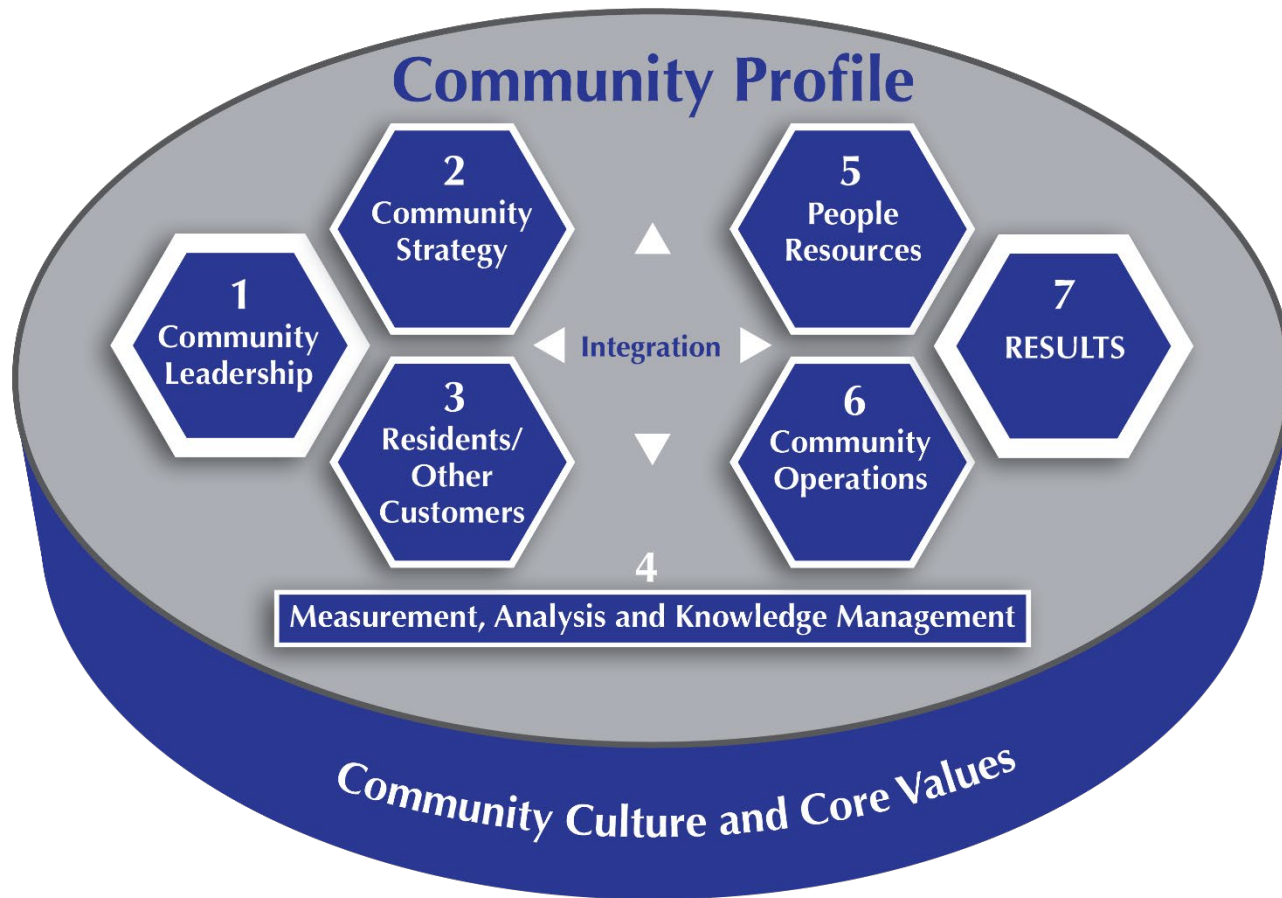 Community Profile
1
Community
Leadership
2
Community
Strategy
3
Residents/
Other
Customers
Integration
5
People
Resources
6
Community
Operations
7
RESULTS
4
Measurement, Analysis and Knowledge Management
Community Culture and Core Values